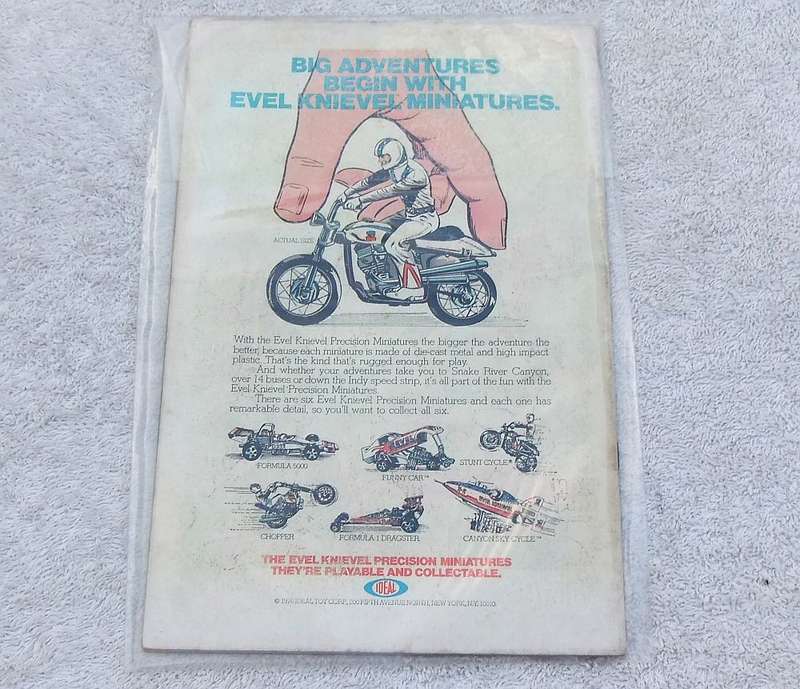 BIG ADVENTURES
BEGIN WITH
EVEL KNIEVEL MINIATURES.
ACTUAL SIZE
With the Evel Knievel Precision Miniatures the bigger the adventure the
better, because each miniature is made of die-cast metal and high impact
plastic. That's the kind that's rugged enough for play.
And whether your adventures take you to Snake River Canyon,
over 14 buses or down the Indy speed strip, it's all part of the fun with the
Evel Knievel Precision Miniatures.
There are six Evel Knievel Precision Miniatures and each one has
remarkable detail, so you'll want to collect all six.
FORMULA 5000
FUNNY CAR™
STUNT CYCLE
CHOPPER
FORMULA 1 DRAGSTER
CANYON SKY CYCLE™
THE EVEL KNIEVEL PRECISION MINIATURES
THEY'RE PLAYABLE AND COLLECTABLE.
IDEAL
IDEAL TOY CORP., 200 FIFTH AVENUE NORTH, NEW YORK, N.Y. 10010